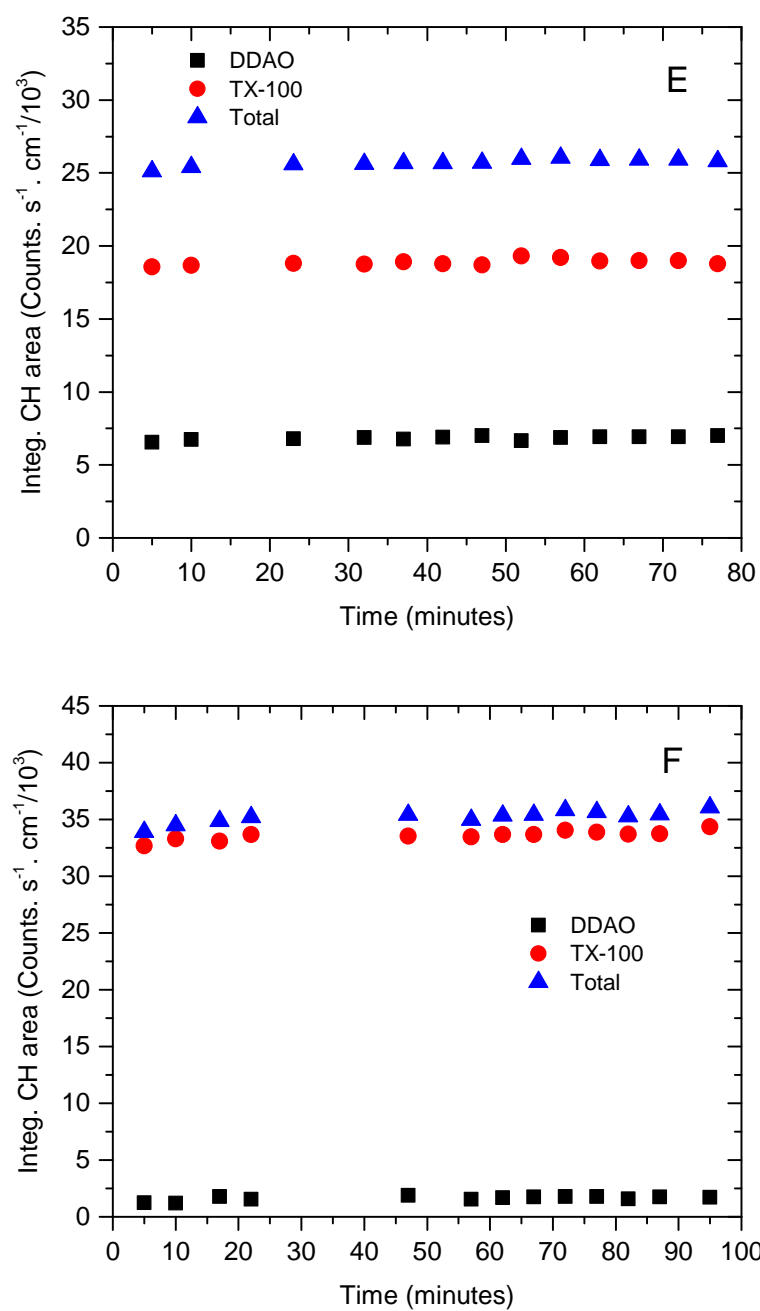 35
30
25
20
15
10
5
0
Integ. CH area (Counts. s⁻¹. cm⁻¹/10³)
DDAO
TX-100
Total
E
0 10 20 30 40 50 60 70 80
Time (minutes)
45
40
35
30
25
20
15
10
5
0
Integ. CH area (Counts. s⁻¹. cm⁻¹/10³)
F
DDAO
TX-100
Total
0 10 20 30 40 50 60 70 80 90 100
Time (minutes)